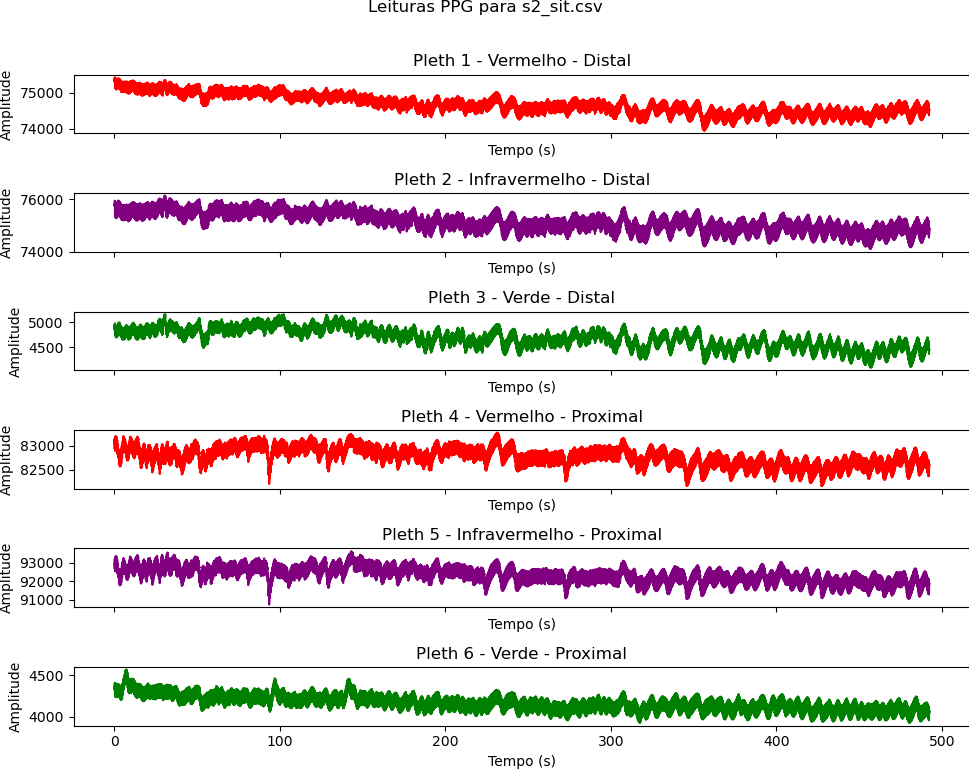 Leituras PPG para s2_sit.csv
Pleth 1 - Vermelho - Distal
Amplitude
75000
74000
Tempo (s)
Pleth 2 - Infravermelho - Distal
Amplitude
76000
74000
Tempo (s)
Pleth 3 - Verde - Distal
Amplitude
5000
4500
Tempo (s)
Pleth 4 - Vermelho - Proximal
Amplitude
83000
82500
Tempo (s)
Pleth 5 - Infravermelho - Proximal
Amplitude
93000
92000
91000
Tempo (s)
Pleth 6 - Verde - Proximal
Amplitude
4500
4000
0 100 200 300 400 500
Tempo (s)